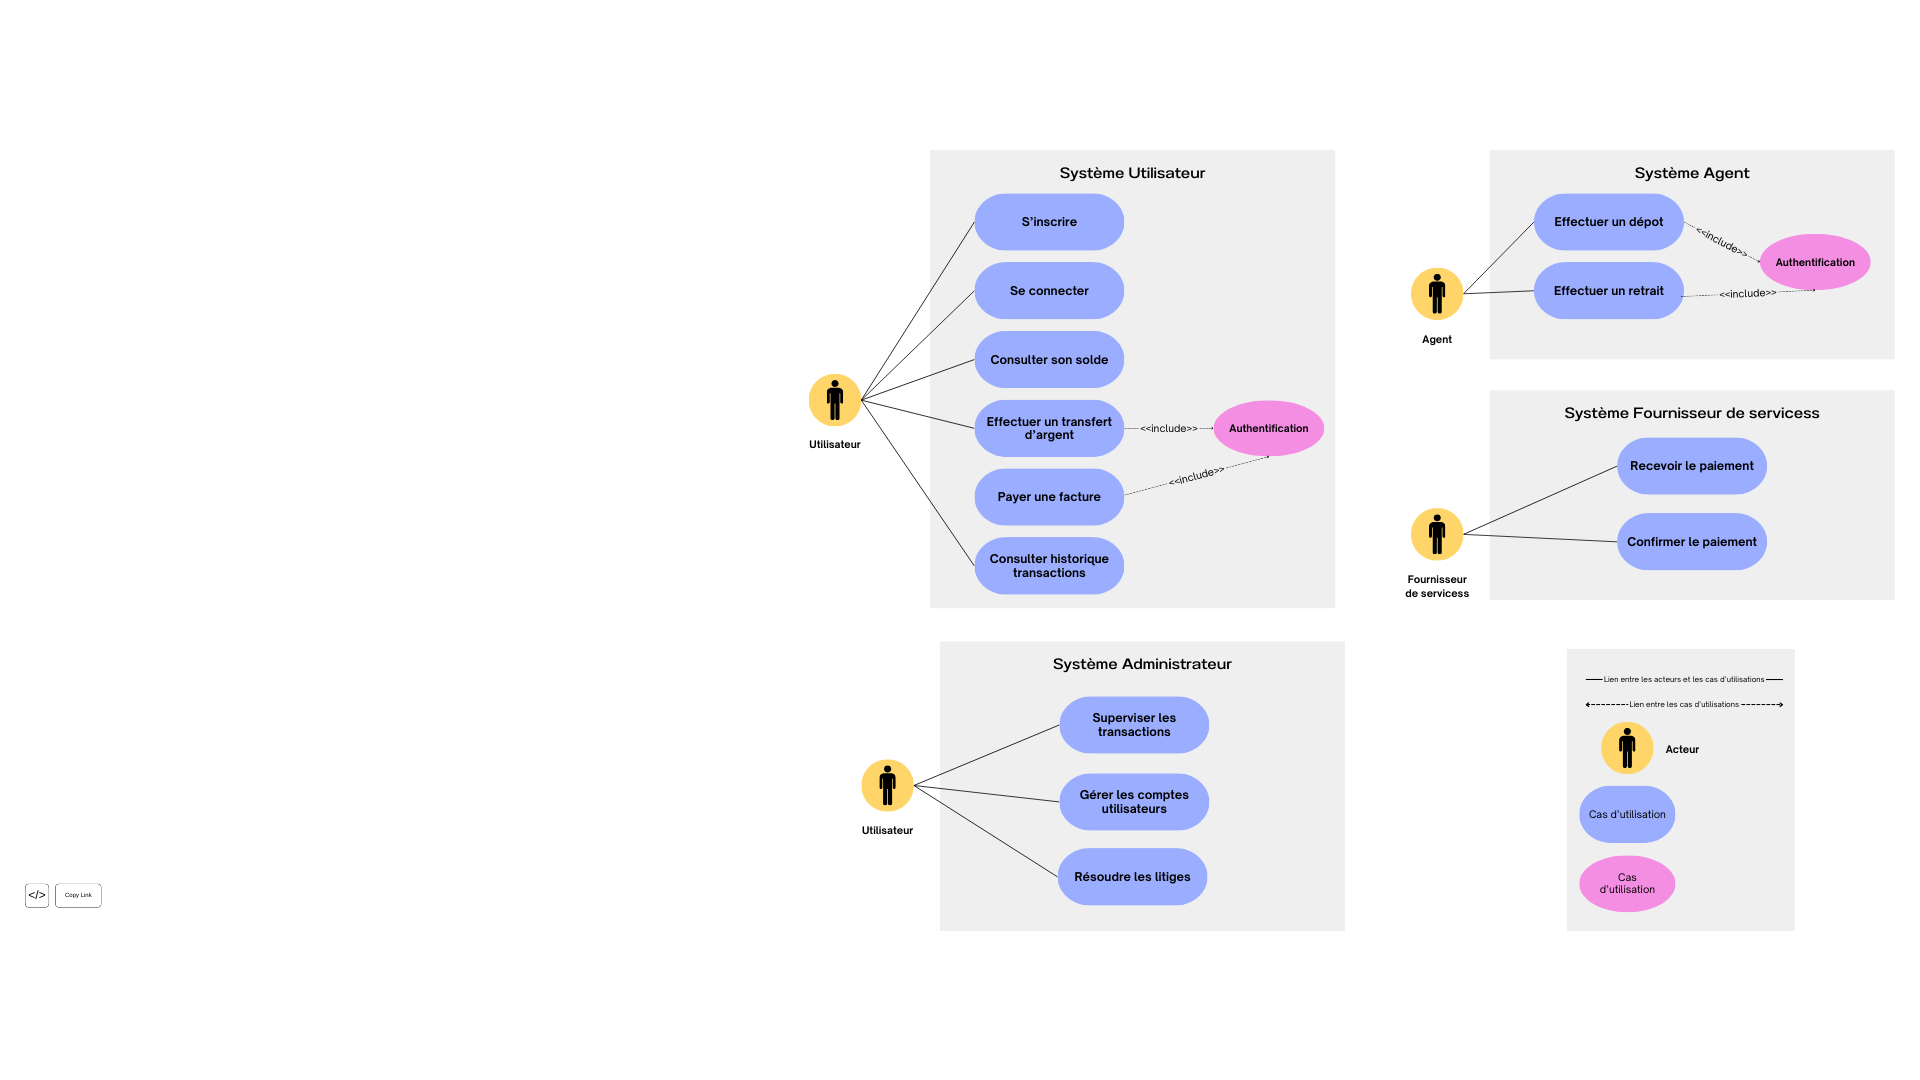 Système Utilisateur
S'inscrire
Se connecter
Consulter son solde
Effectuer un transfert
d'argent
<<include>>
Authentification
Payer une facture
<<include>>
Consulter historique
transactions
Utilisateur
Système Agent
Effectuer un dépot
<<include>>
Authentification
Effectuer un retrait
<<include>>
Agent
Système Fournisseur de servicess
Recevoir le paiement
Confirmer le paiement
Fournisseur
de servicess
Système Administrateur
Superviser les
transactions
Gérer les comptes
utilisateurs
Résoudre les litiges
Utilisateur
Lien entre les acteurs et les cas d'utilisations
Lien entre les cas d'utilisations
Acteur
Cas d'utilisation
Cas
d'utilisation
</>
Copy Link